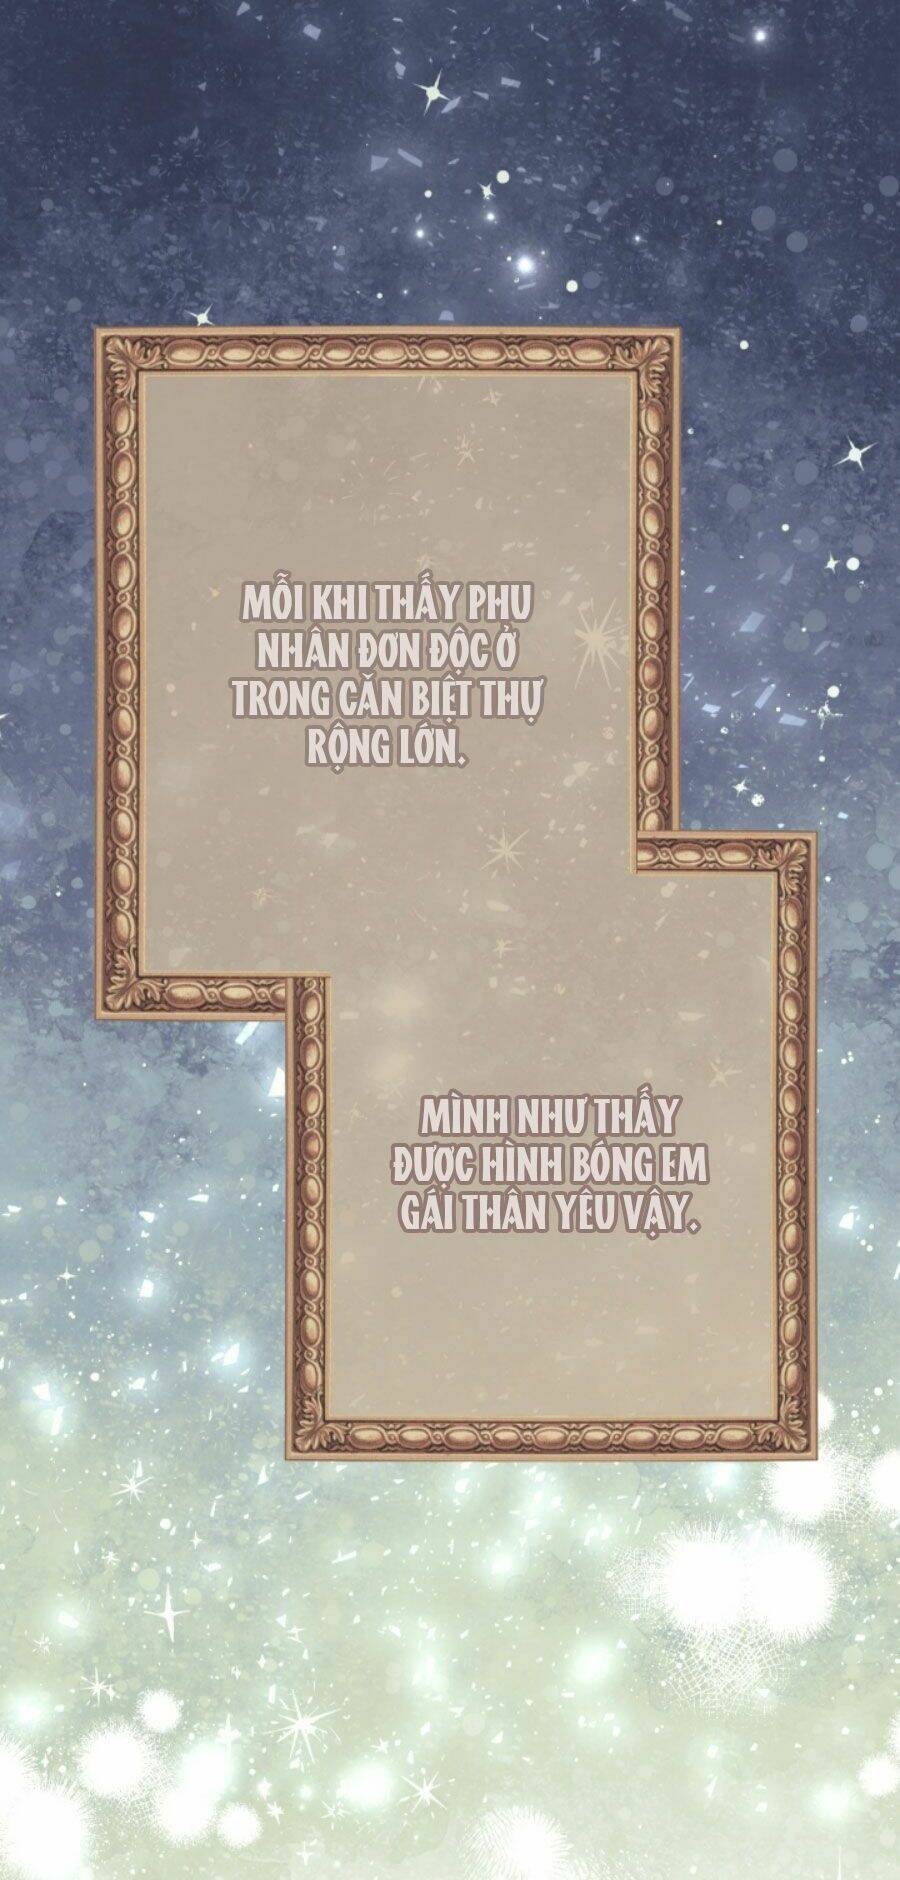 MỖI KHI THẤY PHU
NHÂN ĐƠN ĐỘC Ở
TRONG CĂN BIỆT THỰ
RỘNG LỚN.
MÌNH NHƯ THẤY
ĐƯỢC HÌNH BÓNG EM
GÁI THÂN YÊU VẬY.